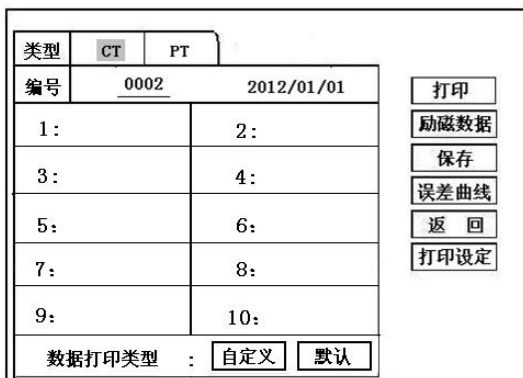 类型 CT PT
编号 0002 2012/01/01
1: 2:
3: 4:
5: 6:
7: 8:
9: 10:
数据打印类型 : 自定义 默认
打印
励磁数据
保存
误差曲线
返 回
打印设定